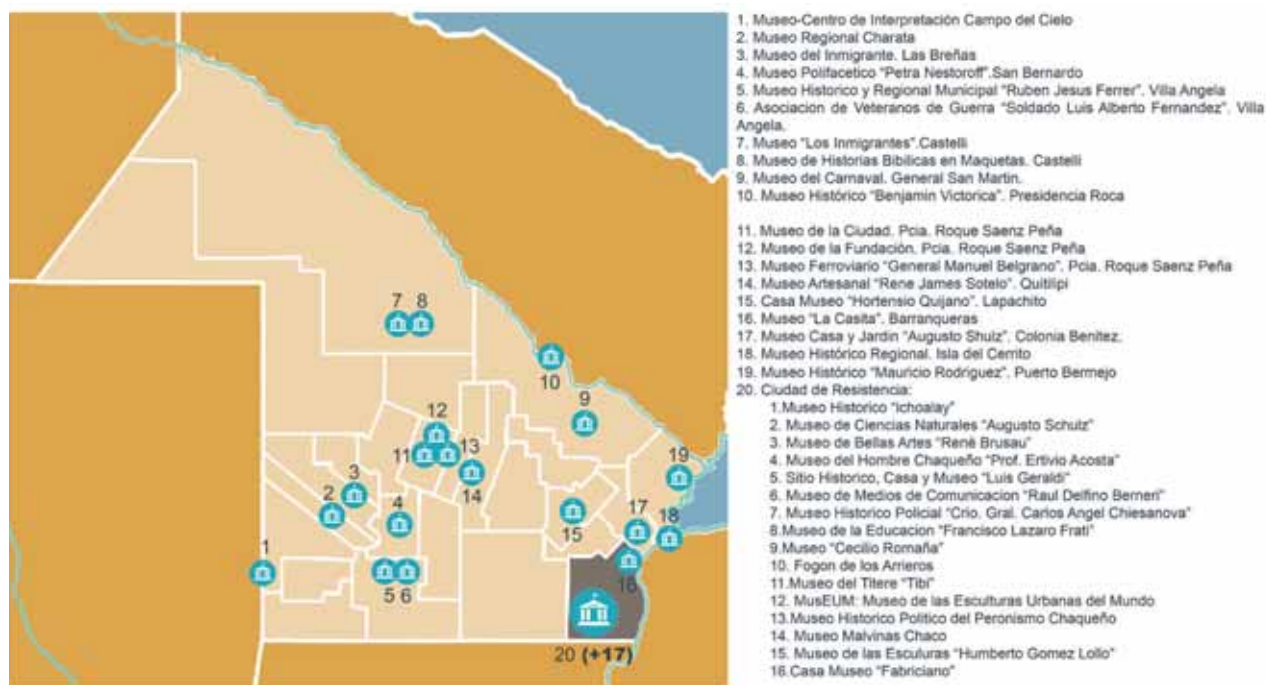 1. Museo-Centro de Interpretación Campo del Cielo
2. Museo Regional Charata
3. Museo del Inmigrante. Las Breñas
4. Museo Polifacetico "Petra Nestoroff".San Bernardo
5. Museo Historico y Regional Municipal "Ruben Jesus Ferrer". Villa Angela
6. Asociacion de Veteranos de Guerra "Soldado Luis Alberto Fernandez". Villa
Angela.
7. Museo "Los Inmigrantes".Castelli
8. Museo de Historias Bibilicas en Maquetas. Castelli
9. Museo del Carnaval. General San Martin.
10. Museo Histórico "Benjamin Victorica". Presidencia Roca
11. Museo de la Ciudad. Pcia. Roque Saenz Peña
12. Museo de la Fundación. Pcia. Roque Saenz Peña
13. Museo Ferroviario "General Manuel Belgrano". Pcia. Roque Saenz Peña
14. Museo Artesanal "Rene James Sotelo". Quitilipi
15. Casa Museo "Hortensio Quijano". Lapachito
16. Museo "La Casita". Barranqueras
17. Museo Casa y Jardin "Augusto Shulz". Colonia Benitez.
18. Museo Histórico Regional. Isla del Cerrito
19. Museo Histórico "Mauricio Rodriguez". Puerto Bermejo
20. Ciudad de Resistencia:
1.Museo Historico "Ichoalay"
2. Museo de Ciencias Naturales "Augusto Schulz"
3. Museo de Bellas Artes "René Brusau"
4. Museo del Hombre Chaqueño "Prof. Ertivio Acosta"
5. Sitio Historico, Casa y Museo "Luis Geraldi"
6. Museo de Medios de Comunicacion "Raul Delfino Berneri"
7. Museo Historico Policial "Crio. Gral. Carlos Angel Chiesanova"
8.Museo de la Educacion "Francisco Lazaro Frati"
9.Museo "Cecilio Romaña"
10. Fogon de los Arrieros
11.Museo del Titere "Tibi"
12. MusEUM: Museo de las Esculturas Urbanas del Mundo
13.Museo Historico Politico del Peronismo Chaqueño
14. Museo Malvinas Chaco
15. Museo de las Esculuras "Humberto Gomez Lollo"
16.Casa Museo "Fabriciano"
7 8
10
9
12
11 13
14
19
3
2
4
15
17
18
1
5 6
16
20 (+17)